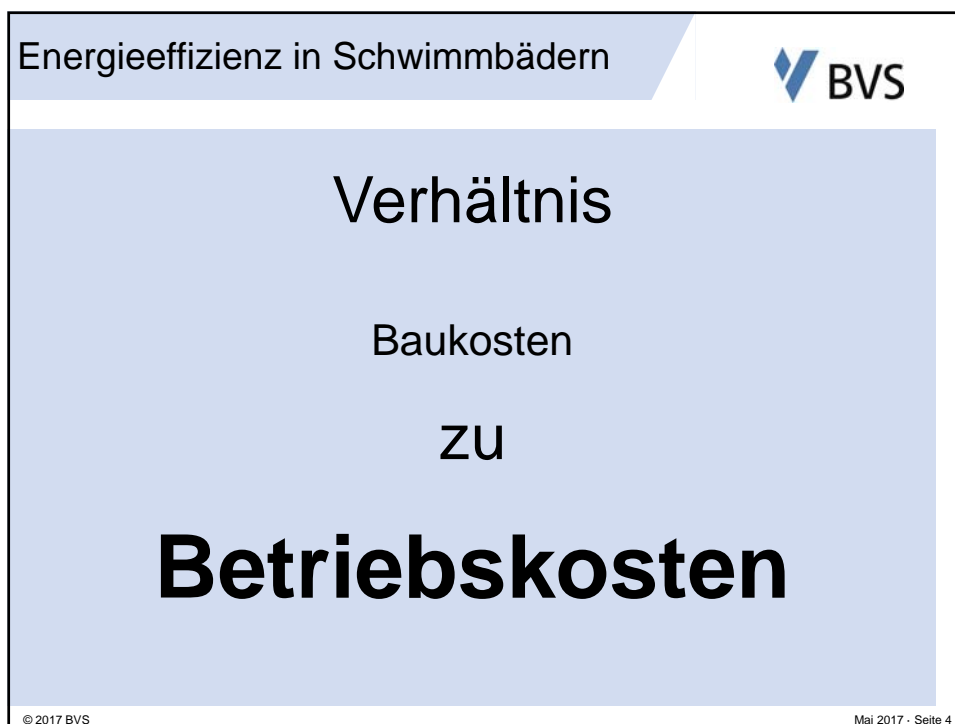 Energieeffizienz in Schwimmbädern
BVS
Verhältnis
Baukosten
zu
Betriebskosten
© 2017 BVS
Mai 2017 · Seite 4